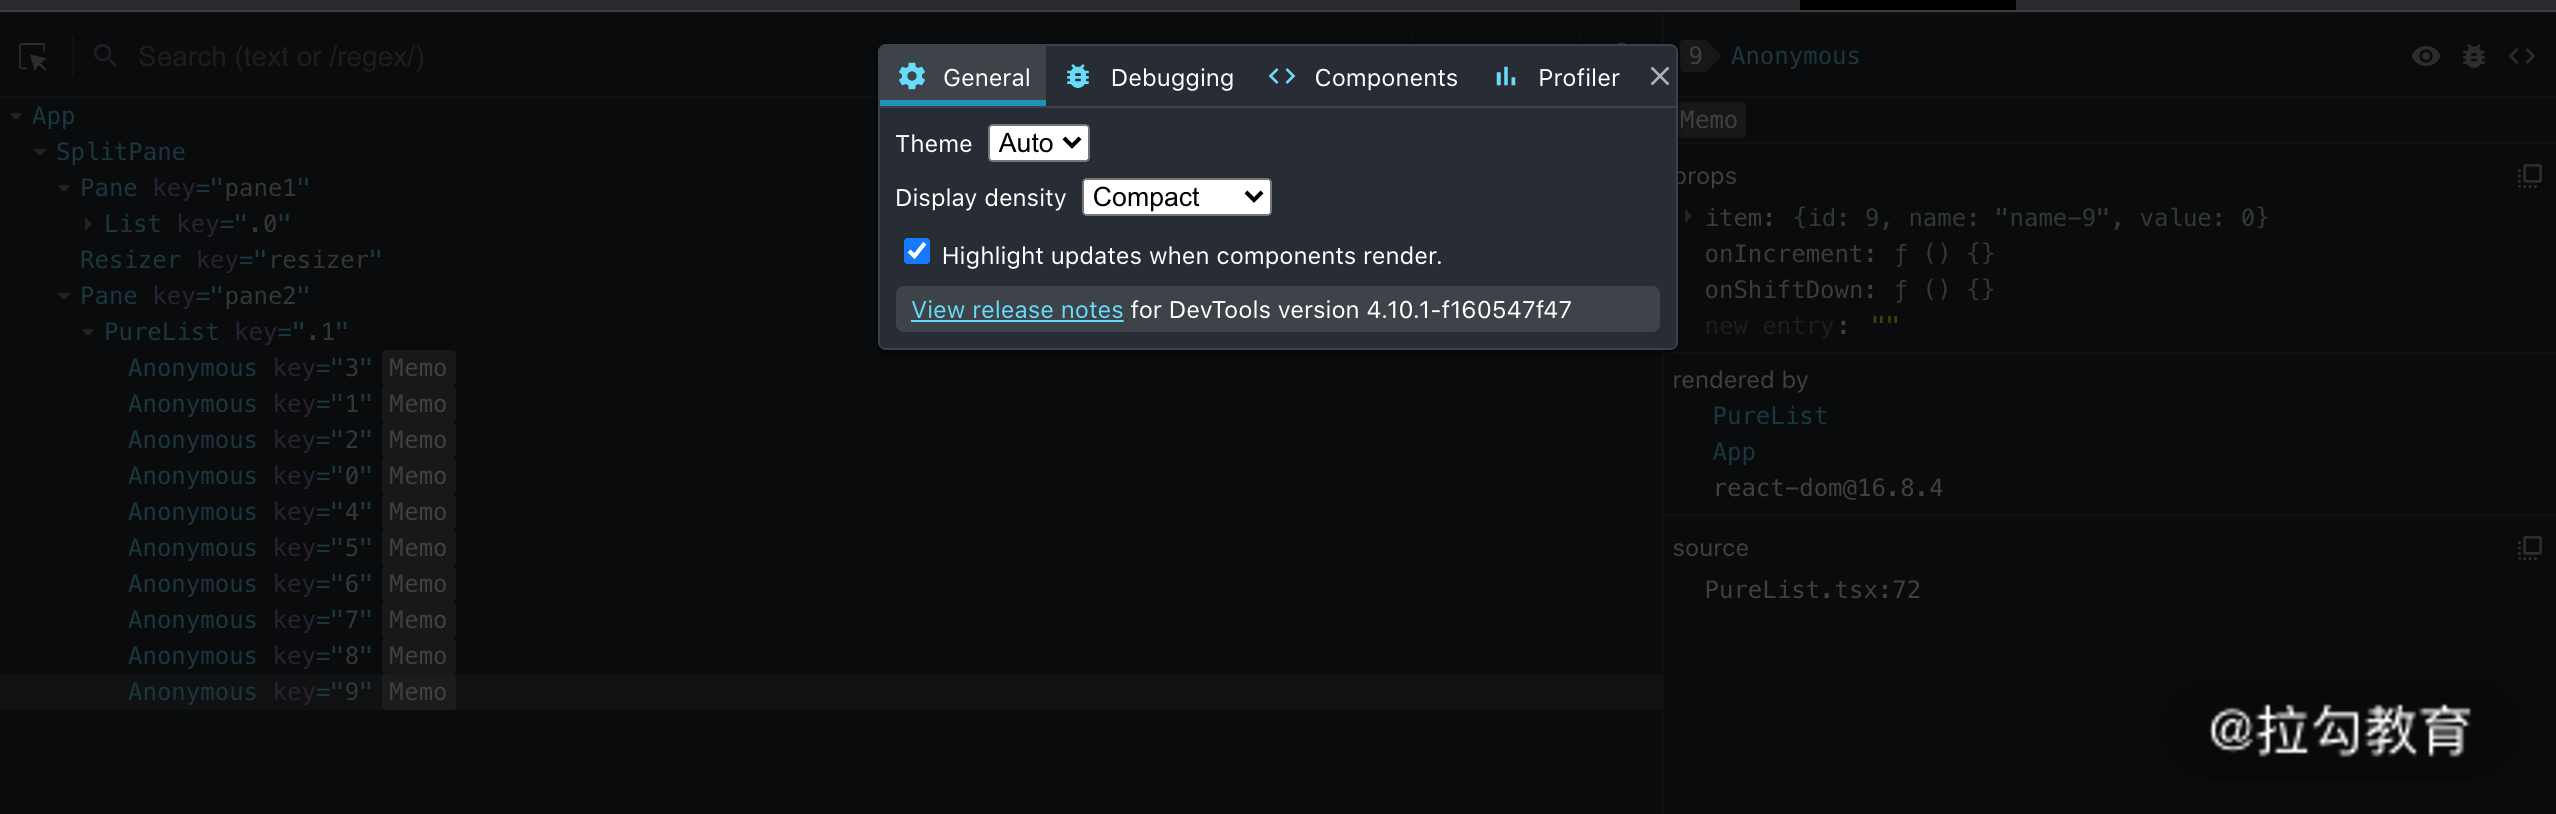 Search (text or /regex/)
App
SplitPane
Pane key="pane1"
List key=".0"
Resizer key="resizer"
Pane key="pane2"
PureList key=".1"
Anonymous key="3" Memo
Anonymous key="1" Memo
Anonymous key="2" Memo
Anonymous key="0" Memo
Anonymous key="4" Memo
Anonymous key="5" Memo
Anonymous key="6" Memo
Anonymous key="7" Memo
Anonymous key="8" Memo
Anonymous key="9" Memo
General Debugging Components Profiler
Theme Auto
Display density Compact
Highlight updates when components render.
View release notes for DevTools version 4.10.1-f160547f47
9 Anonymous
Memo
props
item: {id: 9, name: "name-9", value: 0}
onIncrement: ƒ () {}
onShiftDown: ƒ () {}
new entry: ""
rendered by
PureList
App
react-dom@16.8.4
source
PureList.tsx:72
@拉勾教育